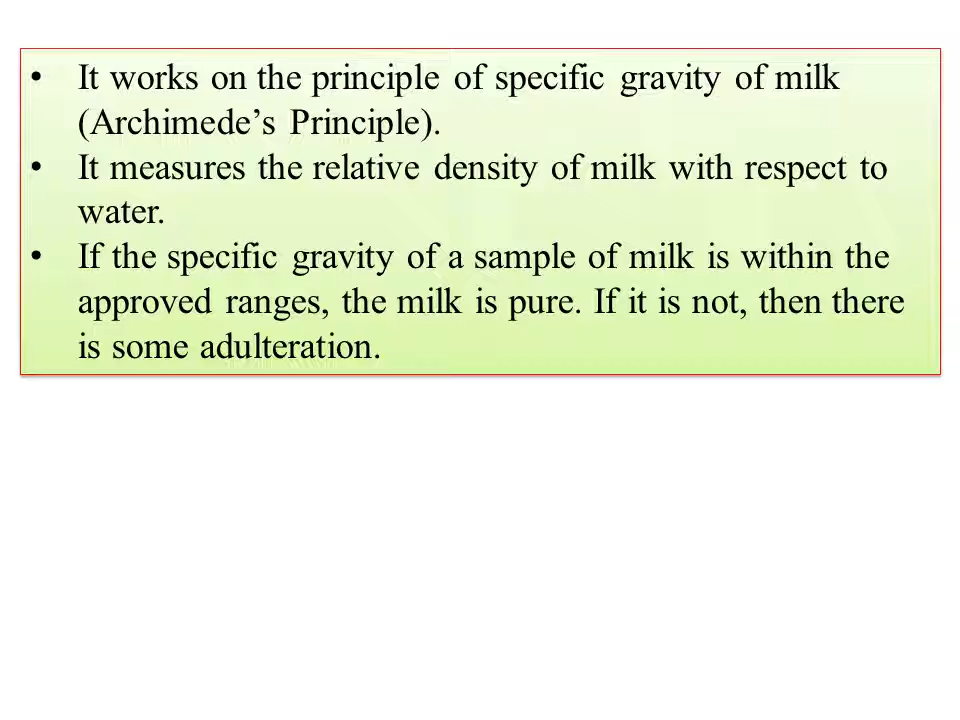 • It works on the principle of specific gravity of milk
(Archimede’s Principle).
• It measures the relative density of milk with respect to
water.
• If the specific gravity of a sample of milk is within the
approved ranges, the milk is pure. If it is not, then there
is some adulteration.